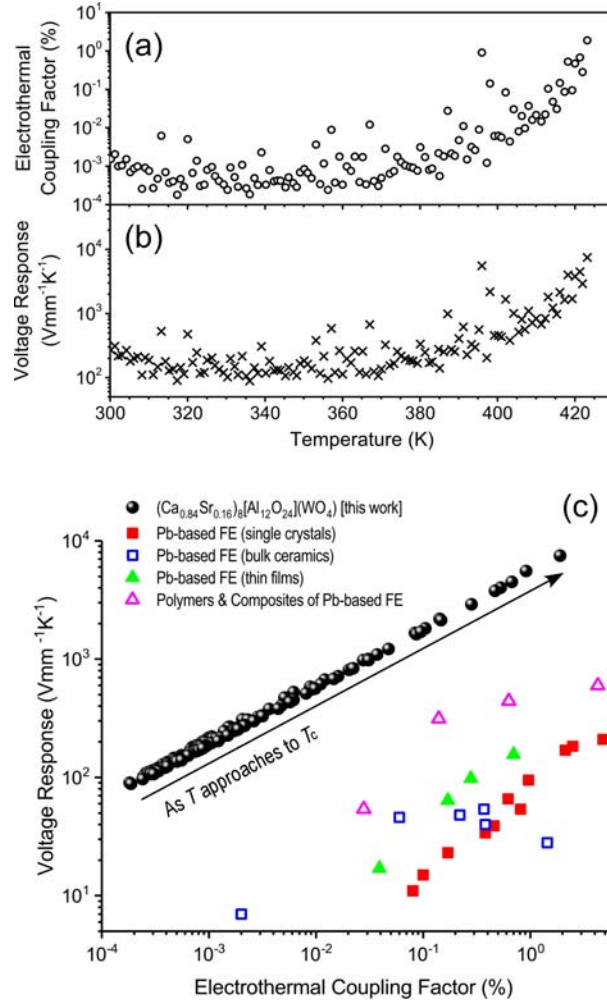 (a)
Electrothermal
Coupling Factor (%)
10¹
10⁰
10⁻¹
10⁻²
10⁻³
10⁻⁴
(b)
Voltage Response
(Vmm⁻¹K⁻¹)
10⁴
10³
10²
300 320 340 360 380 400 420
Temperature (K)
(c)
(Ca₀.₈₄Sr₀.₁₆)₈[Al₁₂O₂₄](WO₄) [this work]
Pb-based FE (single crystals)
Pb-based FE (bulk ceramics)
Pb-based FE (thin films)
Polymers & Composites of Pb-based FE
Voltage Response (Vmm⁻¹K⁻¹)
10⁴
10³
10²
10¹
As T approaches to Tc
10⁻⁴ 10⁻³ 10⁻² 10⁻¹ 10⁰
Electrothermal Coupling Factor (%)